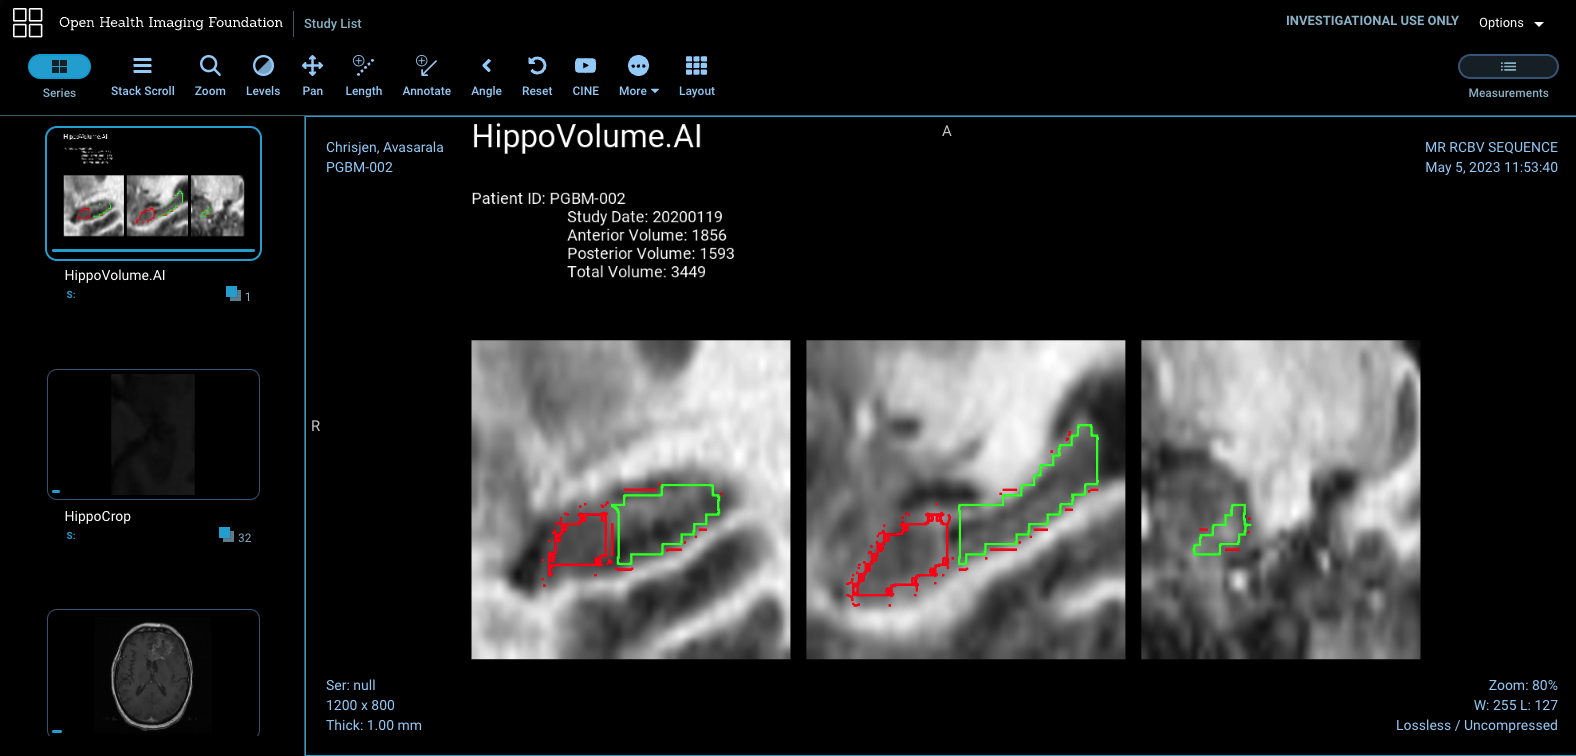 Open Health Imaging Foundation
Study List
INVESTIGATIONAL USE ONLY
Options
Series
Stack Scroll
Zoom
Levels
Pan
Length
Annotate
Angle
Reset
CINE
More
Layout
Measurements
HippoVolume.AI
HippoVolume.AI
S:
1
HippoCrop
S:
32
Chrisjen, Avasarala
PGBM-002
HippoVolume.AI
A
MR RCBV SEQUENCE
May 5, 2023 11:53:40
Patient ID: PGBM-002
Study Date: 20200119
Anterior Volume: 1856
Posterior Volume: 1593
Total Volume: 3449
R
Ser: null
1200 x 800
Thick: 1.00 mm
Zoom: 80%
W: 255 L: 127
Lossless / Uncompressed